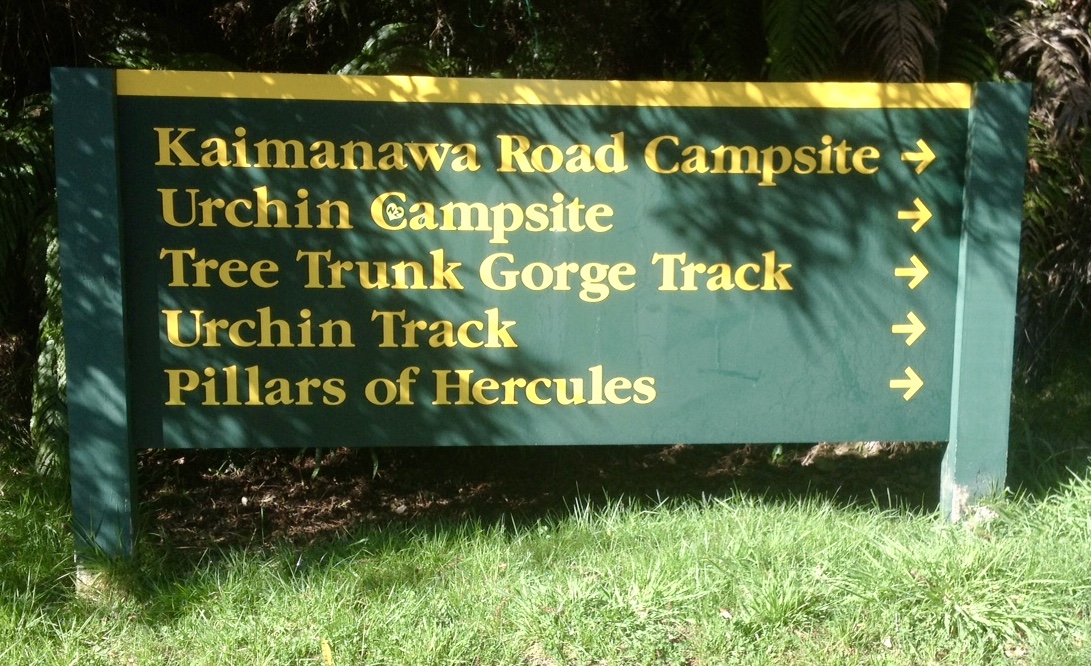 Kaimanawa Road Campsite →
Urchin Campsite →
Tree Trunk Gorge Track →
Urchin Track →
Pillars of Hercules →